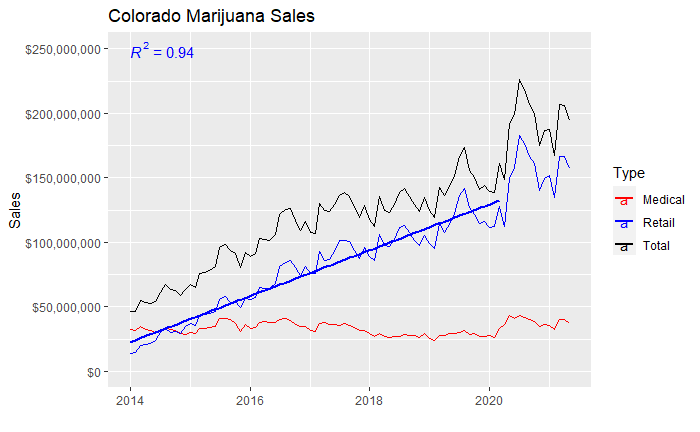 Colorado Marijuana Sales
R² = 0.94
$250,000,000
$200,000,000
$150,000,000
$100,000,000
$50,000,000
$0
Sales
2014 2016 2018 2020
Type
a Medical
a Retail
a Total